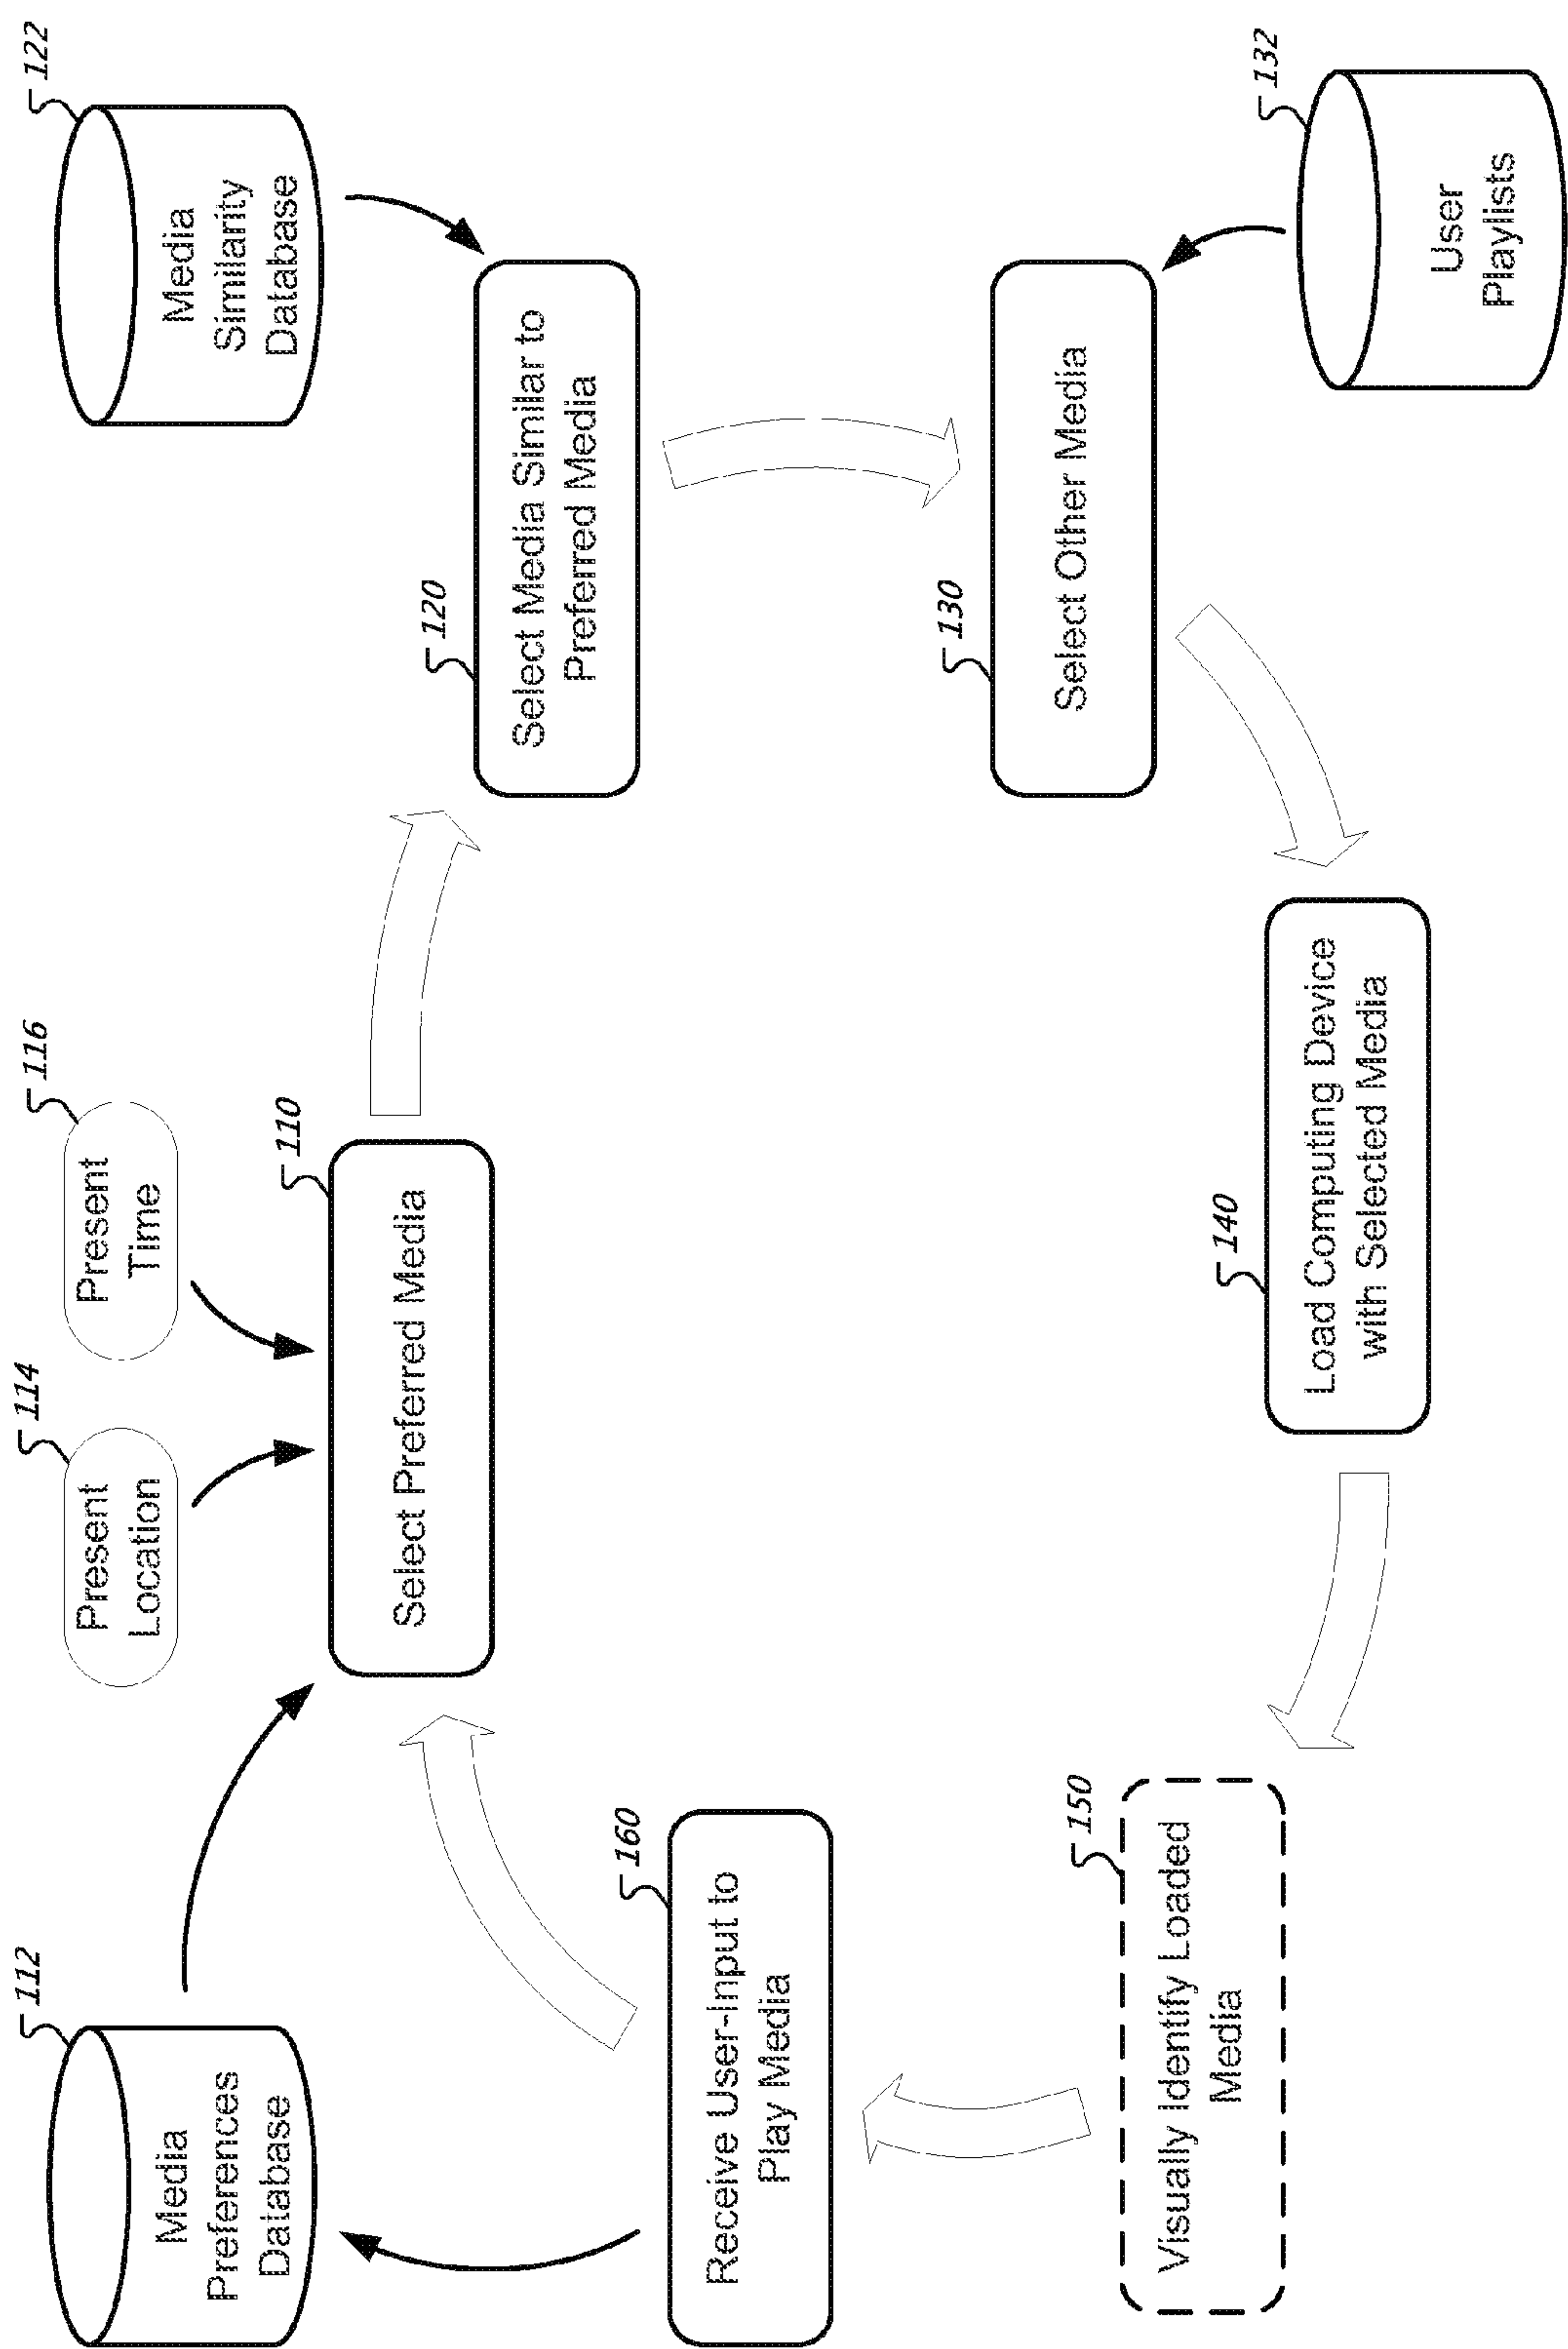 112
Media
Preferences
Database
114
Present
Location
116
Present
Time
122
Media
Similarity
Database
110
Select Preferred Media
120
Select Media Similar to
Preferred Media
160
Receive User-Input to
Play Media
130
Select Other Media
150
Visually Identify Loaded
Media
140
Load Computing Device
with Selected Media
132
User
Playlists